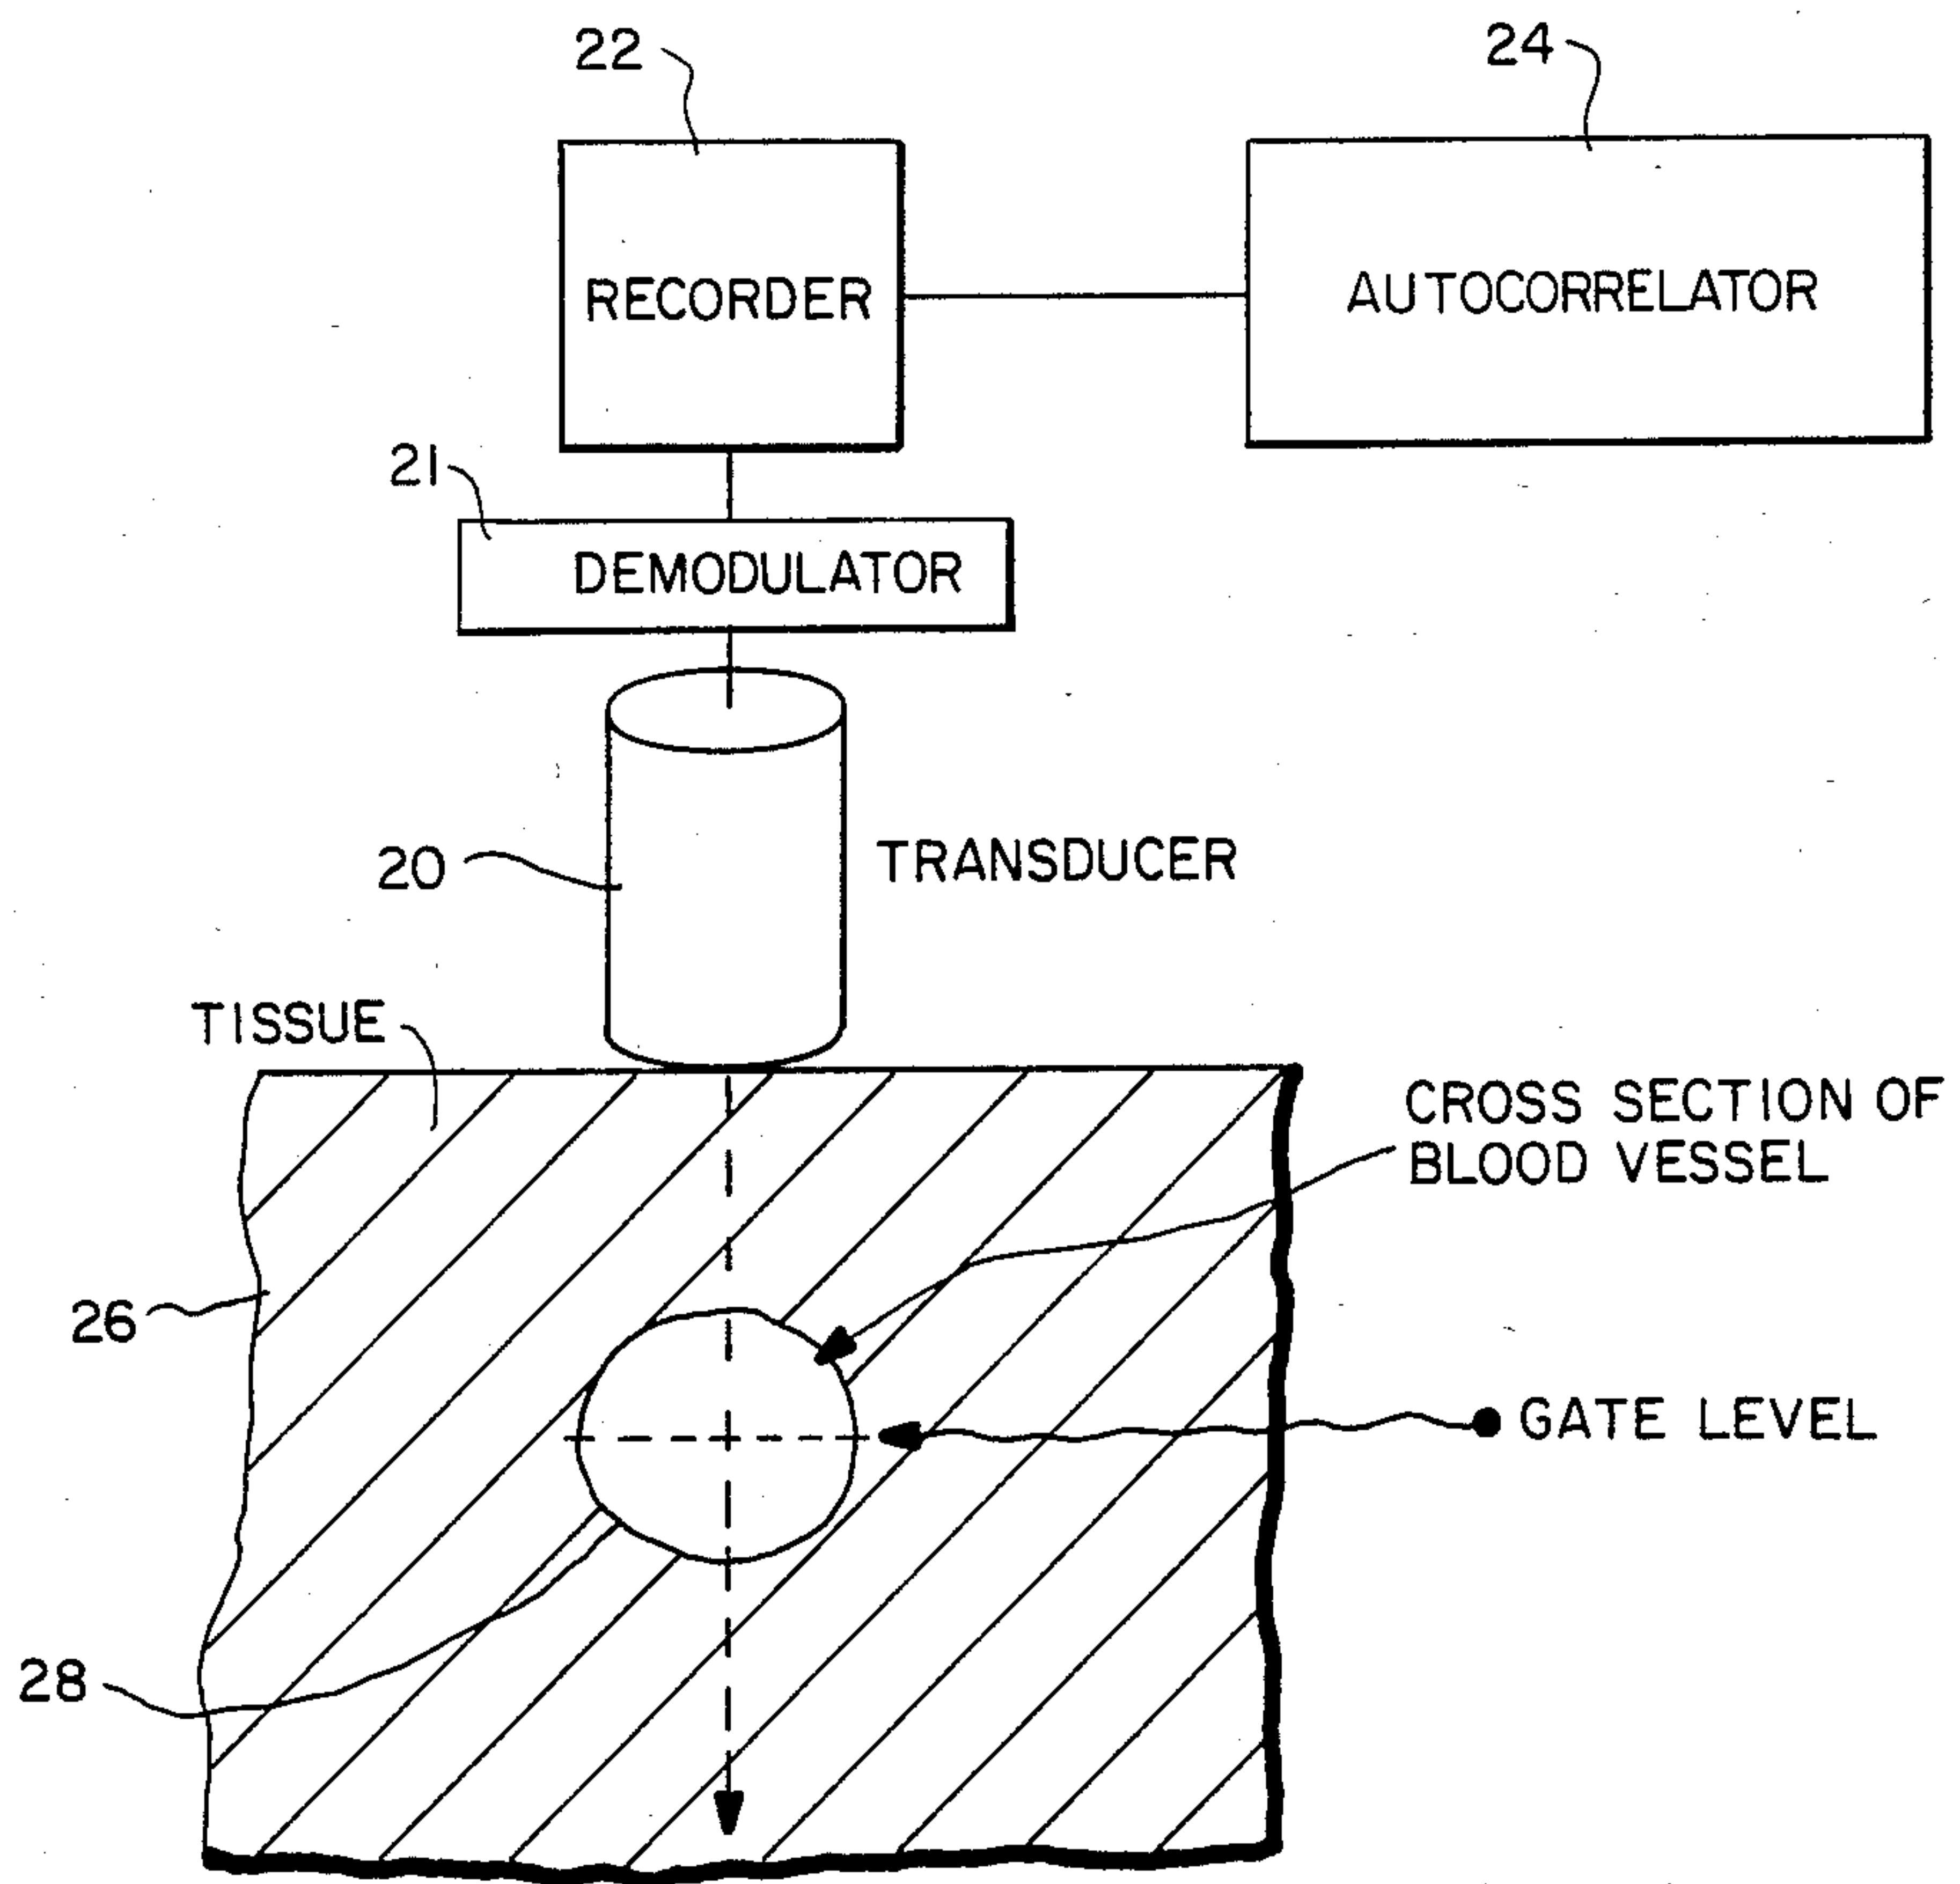 22
24
RECORDER
AUTOCORRELATOR
21
DEMODULATOR
20
TRANSDUCER
TISSUE
CROSS SECTION OF
BLOOD VESSEL
26
GATE LEVEL
28